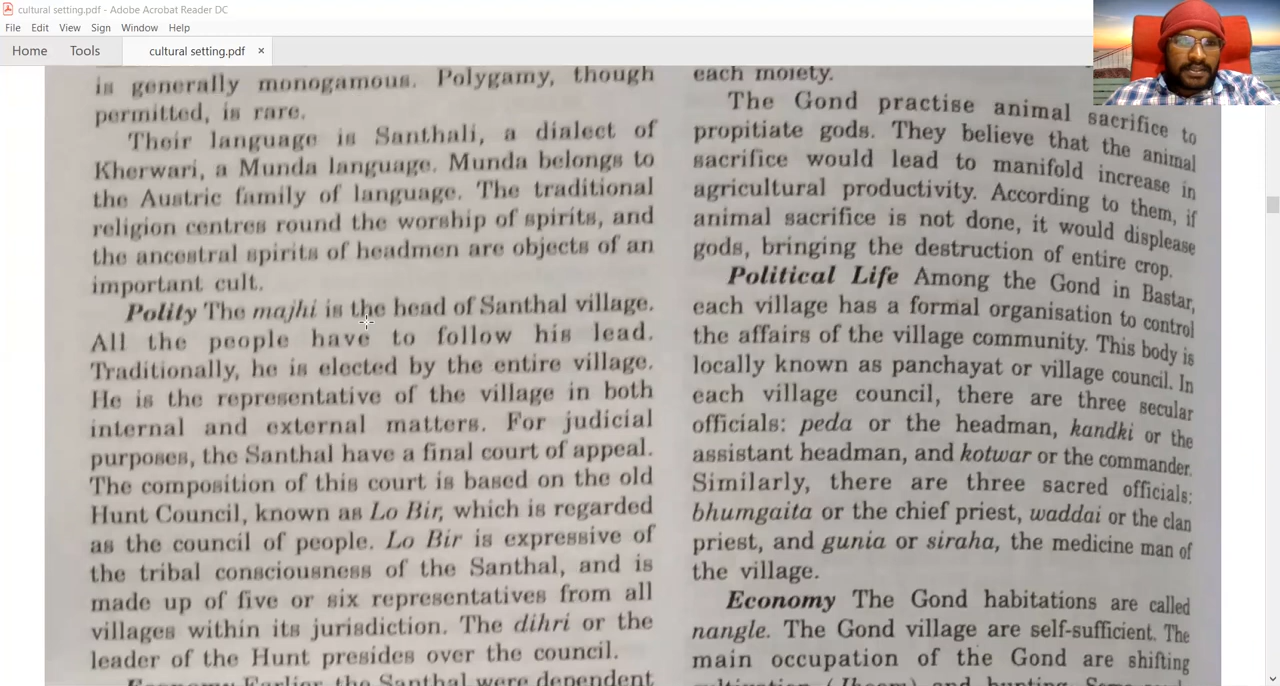 cultural setting.pdf - Adobe Acrobat Reader DC
File Edit View Sign Window Help
Home Tools cultural setting.pdf ×
is generally monogamous. Polygamy, though
permitted, is rare.
Their language is Santhali, a dialect of
Kherwari, a Munda language. Munda belongs to
the Austric family of language. The traditional
religion centres round the worship of spirits, and
the ancestral spirits of headmen are objects of an
important cult.
Polity The majhi is the head of Santhal village.
All the people have to follow his lead.
Traditionally, he is elected by the entire village.
He is the representative of the village in both
internal and external matters. For judicial
purposes, the Santhal have a final court of appeal.
The composition of this court is based on the old
Hunt Council, known as Lo Bir, which is regarded
as the council of people. Lo Bir is expressive of
the tribal consciousness of the Santhal, and is
made up of five or six representatives from all
villages within its jurisdiction. The dihri or the
leader of the Hunt presides over the council.
Economy Earlier, the Santhal were dependent
each moiety.
The Gond practise animal sacrifice to
propitiate gods. They believe that the animal
sacrifice would lead to manifold increase in
agricultural productivity. According to them, if
animal sacrifice is not done, it would displease
gods, bringing the destruction of entire crop.
Political Life Among the Gond in Bastar,
each village has a formal organisation to control
the affairs of the village community. This body is
locally known as panchayat or village council. In
each village council, there are three secular
officials: peda or the headman, kandki or the
assistant headman, and kotwar or the commander.
Similarly, there are three sacred officials:
bhumgaita or the chief priest, waddai or the clan
priest, and gunia or siraha, the medicine man of
the village.
Economy The Gond habitations are called
nangle. The Gond village are self-sufficient. The
main occupation of the Gond are shifting
(Jhoom) and hunting.